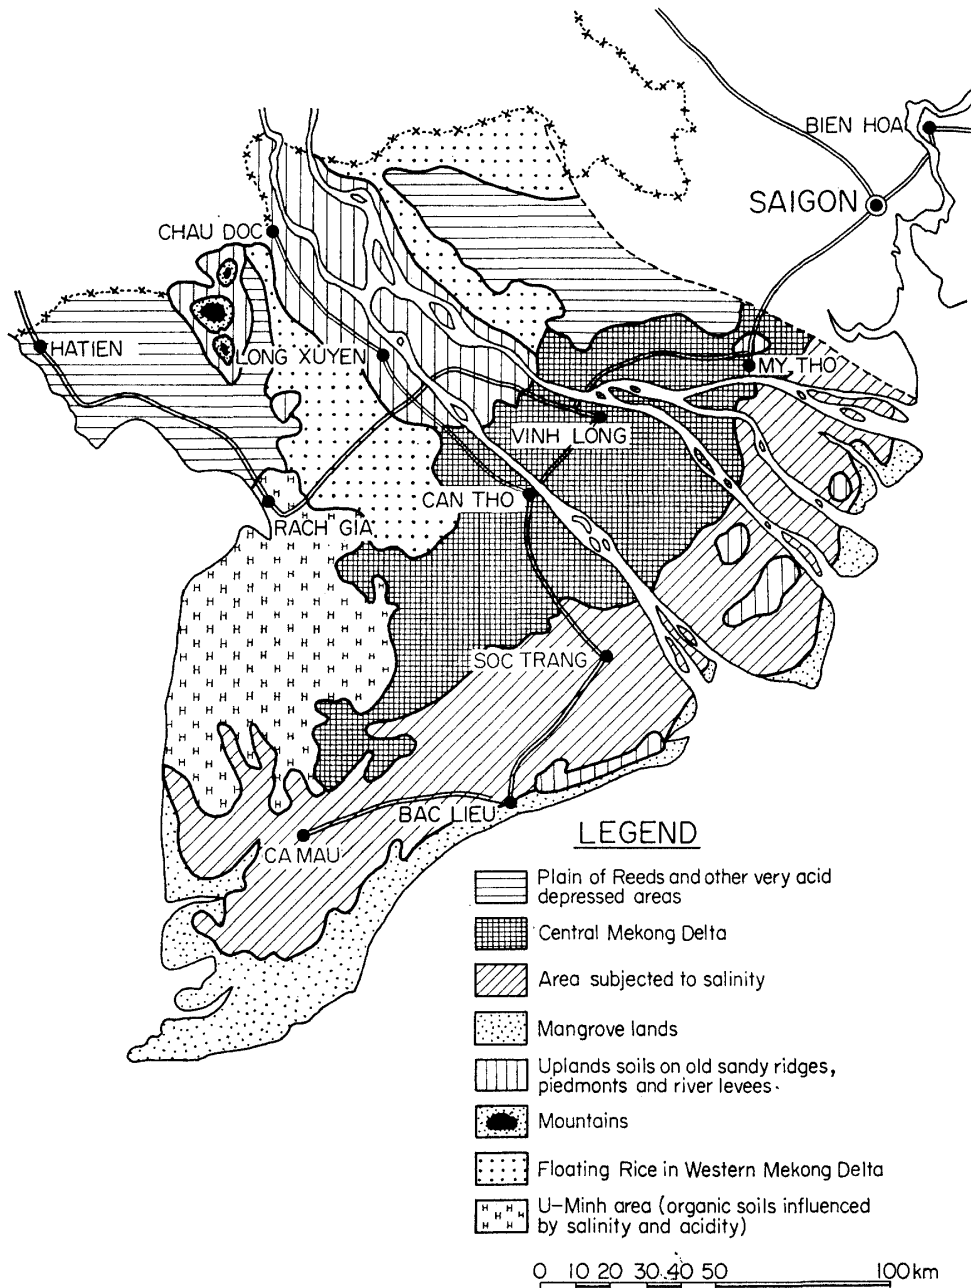 BIEN HOA
SAIGON
CHAU DOC
HATIEN
LONG XUYEN
MY THO
VINH LONG
CAN THO
RACH GIA
SOC TRANG
BAC LIEU
CA MAU
LEGEND
Plain of Reeds and other very acid
depressed areas
Central Mekong Delta
Area subjected to salinity
Mangrove lands
Uplands soils on old sandy ridges,
piedmonts and river levees.
Mountains
Floating Rice in Western Mekong Delta
U-Minh area (organic soils influenced
by salinity and acidity)
0 10 20 30 40 50 100 km